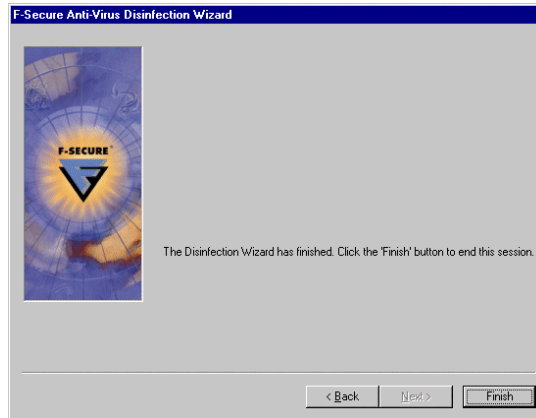 F-Secure Anti-Virus Disinfection Wizard
F-SECURE®
The Disinfection Wizard has finished. Click the 'Finish' button to end this session.
< Back
Next >
Finish